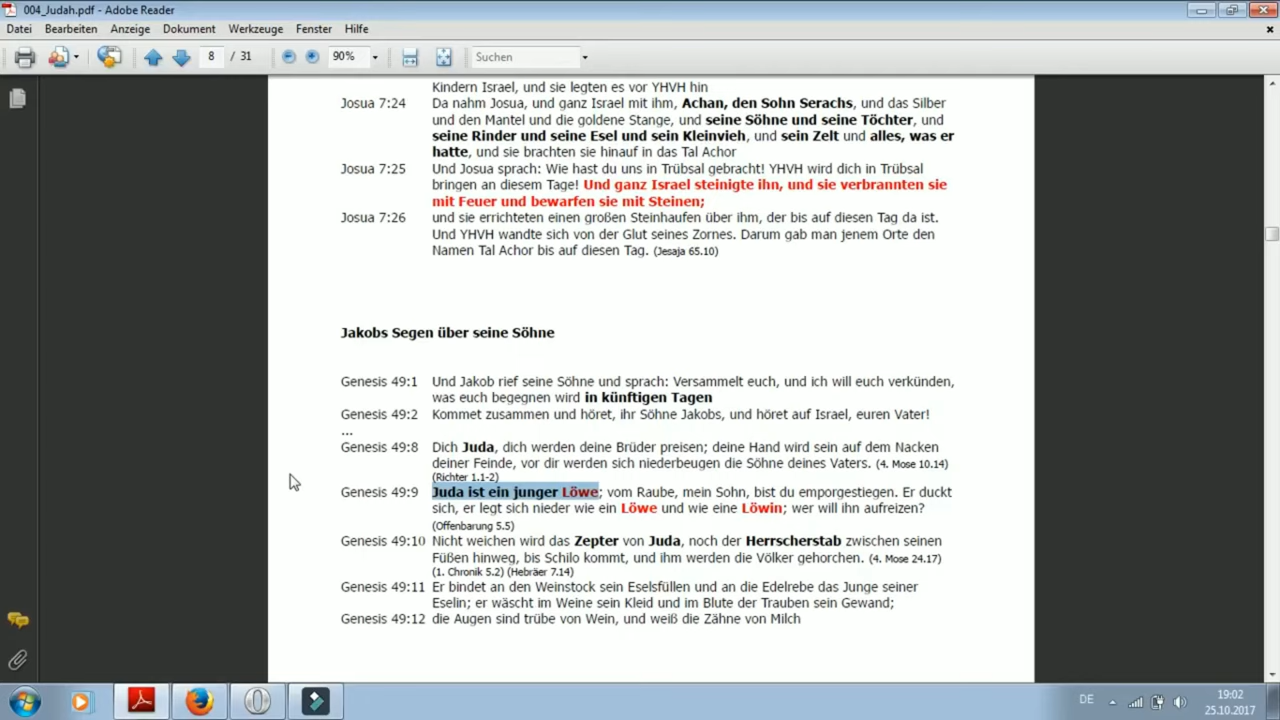 004_Judah.pdf - Adobe Reader
Datei Bearbeiten Anzeige Dokument Werkzeuge Fenster Hilfe
8 / 31 90% Suchen
Kindern Israel, und sie legten es vor YHVH hin
Josua 7:24 Da nahm Josua, und ganz Israel mit ihm, Achan, den Sohn Serachs, und das Silber
und den Mantel und die goldene Stange, und seine Söhne und seine Töchter, und
seine Rinder und seine Esel und sein Kleinvieh, und sein Zelt und alles, was er
hatte, und sie brachten sie hinauf in das Tal Achor
Josua 7:25 Und Josua sprach: Wie hast du uns in Trübsal gebracht! YHVH wird dich in Trübsal
bringen an diesem Tage! Und ganz Israel steinigte ihn, und sie verbrannten sie
mit Feuer und bewarfen sie mit Steinen;
Josua 7:26 und sie errichteten einen großen Steinhaufen über ihm, der bis auf diesen Tag da ist.
Und YHVH wandte sich von der Glut seines Zornes. Darum gab man jenem Orte den
Namen Tal Achor bis auf diesen Tag. (Jesaja 65.10)
Jakobs Segen über seine Söhne
Genesis 49:1 Und Jakob rief seine Söhne und sprach: Versammelt euch, und ich will euch verkünden,
was euch begegnen wird in künftigen Tagen
Genesis 49:2 Kommet zusammen und höret, ihr Söhne Jakobs, und höret auf Israel, euren Vater!
...
Genesis 49:8 Dich Juda, dich werden deine Brüder preisen; deine Hand wird sein auf dem Nacken
deiner Feinde, vor dir werden sich niederbeugen die Söhne deines Vaters. (4. Mose 10.14)
(Richter 1.1-2)
Genesis 49:9 Juda ist ein junger Löwe; vom Raube, mein Sohn, bist du emporgestiegen. Er duckt
sich, er legt sich nieder wie ein Löwe und wie eine Löwin; wer will ihn aufreizen?
(Offenbarung 5.5)
Genesis 49:10 Nicht weichen wird das Zepter von Juda, noch der Herrscherstab zwischen seinen
Füßen hinweg, bis Schilo kommt, und ihm werden die Völker gehorchen. (4. Mose 24.17)
(1. Chronik 5.2) (Hebräer 7.14)
Genesis 49:11 Er bindet an den Weinstock sein Eselsfüllen und an die Edelrebe das Junge seiner
Eselin; er wäscht im Weine sein Kleid und im Blute der Trauben sein Gewand;
Genesis 49:12 die Augen sind trübe von Wein, und weiß die Zähne von Milch
DE 19:02
25.10.2017